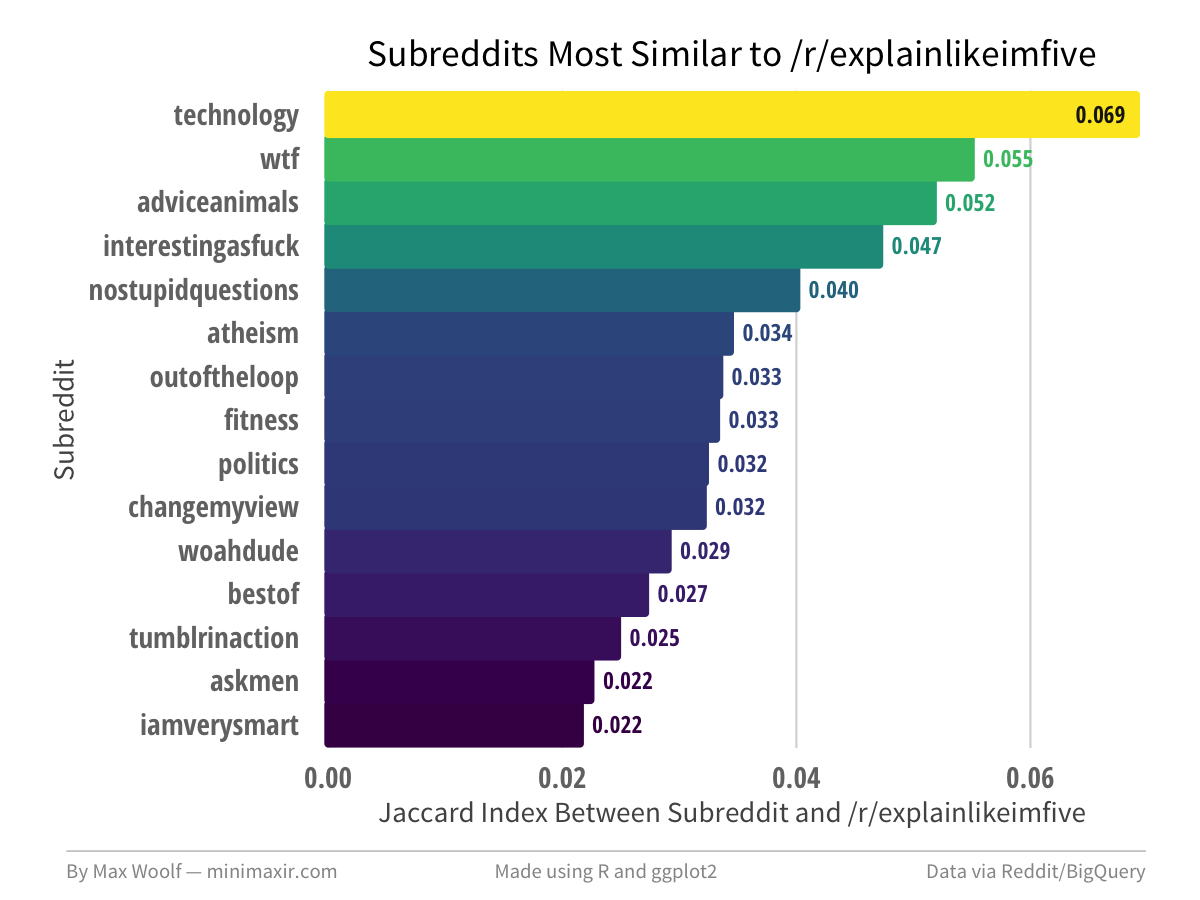 Subreddits Most Similar to /r/explainlikeimfive
technology 0.069
wtf 0.055
adviceanimals 0.052
interestingasfuck 0.047
nostupidquestions 0.040
atheism 0.034
outoftheloop 0.033
fitness 0.033
politics 0.032
changemyview 0.032
woahdude 0.029
bestof 0.027
tumblrinaction 0.025
askmen 0.022
iamverysmart 0.022
Subreddit
0.00 0.02 0.04 0.06
Jaccard Index Between Subreddit and /r/explainlikeimfive
By Max Woolf — minimaxir.com Made using R and ggplot2 Data via Reddit/BigQuery